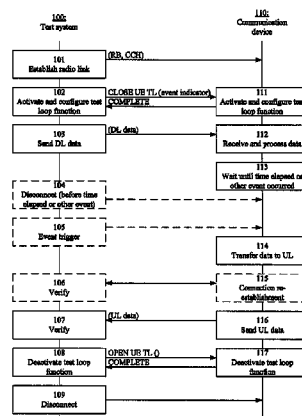 100:
Test system
110:
Communication
device
101
Establish radio link
(RB, CCH)
102
Activate and configure test
loop function
CLOSE UE TL (event indicator)
COMPLETE
111
Activate and configure test
loop function
103
Send DL data
(DL data)
112
Receive and process data
113
Wait until time elapsed or
other event occurred
104
Disconnect (before time
elapsed or other event)
105
Event trigger
114
Transfer data to UL
106
Verify
115
Connection re-
establishment
107
Verify
(UL data)
116
Send UL data
108
Deactivate test loop
function
OPEN UE TL ()
COMPLETE
117
Deactivate test loop
function
109
Disconnect